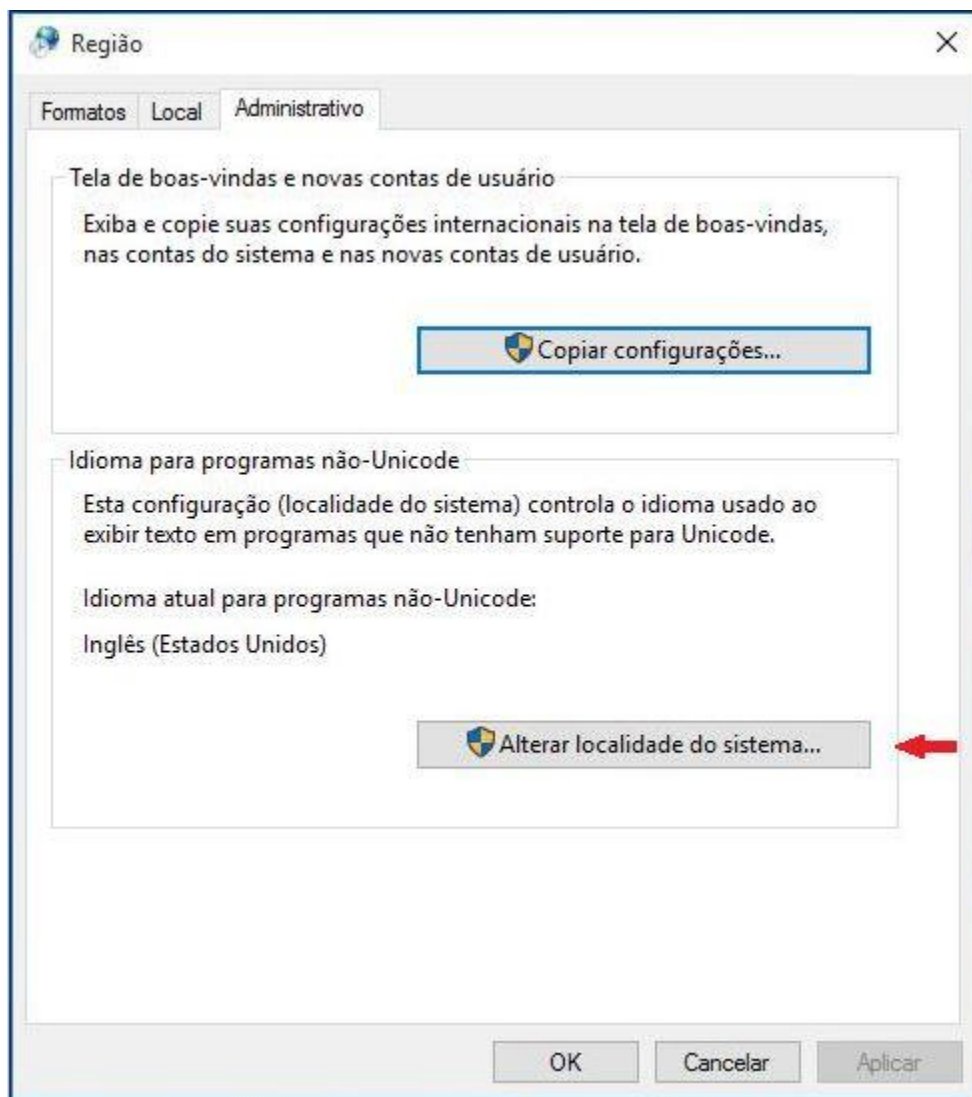 Região
Formatos Local Administrativo
Tela de boas-vindas e novas contas de usuário
Exiba e copie suas configurações internacionais na tela de boas-vindas,
nas contas do sistema e nas novas contas de usuário.
Copiar configurações...
Idioma para programas não-Unicode
Esta configuração (localidade do sistema) controla o idioma usado ao
exibir texto em programas que não tenham suporte para Unicode.
Idioma atual para programas não-Unicode:
Inglês (Estados Unidos)
Alterar localidade do sistema...
OK Cancelar Aplicar